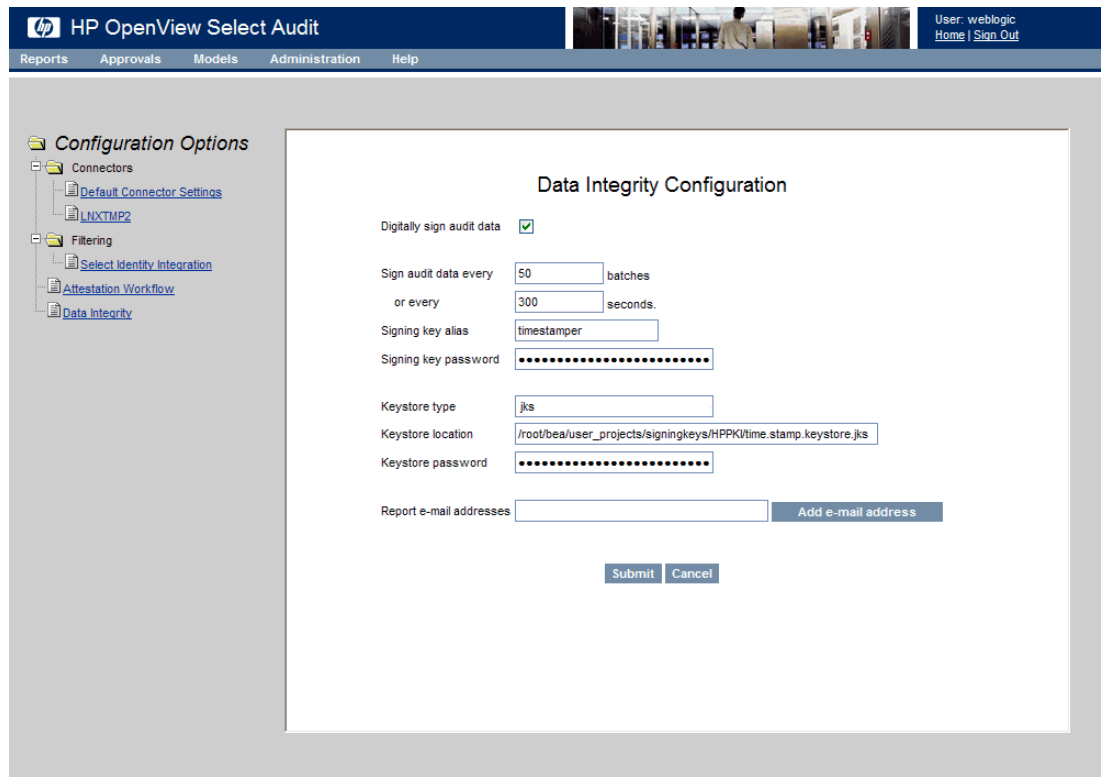 hp HP OpenView Select Audit
User: weblogic
Home | Sign Out
Reports Approvals Models Administration Help
Configuration Options
Connectors
Default Connector Settings
LNXTMP2
Filtering
Select Identity Integration
Attestation Workflow
Data Integrity
Data Integrity Configuration
Digitally sign audit data
Sign audit data every 50 batches
or every 300 seconds.
Signing key alias timestamper
Signing key password ●●●●●●●●●●●●●●●●●●●●●●●●●
Keystore type jks
Keystore location /root/bea/user_projects/signingkeys/HPPKI/time.stamp.keystore.jks
Keystore password ●●●●●●●●●●●●●●●●●●●●●●●●●
Report e-mail addresses Add e-mail address
Submit Cancel